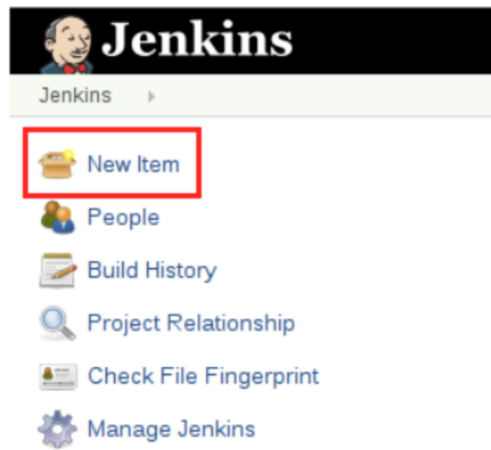 Jenkins
Jenkins
New Item
People
Build History
Project Relationship
Check File Fingerprint
Manage Jenkins